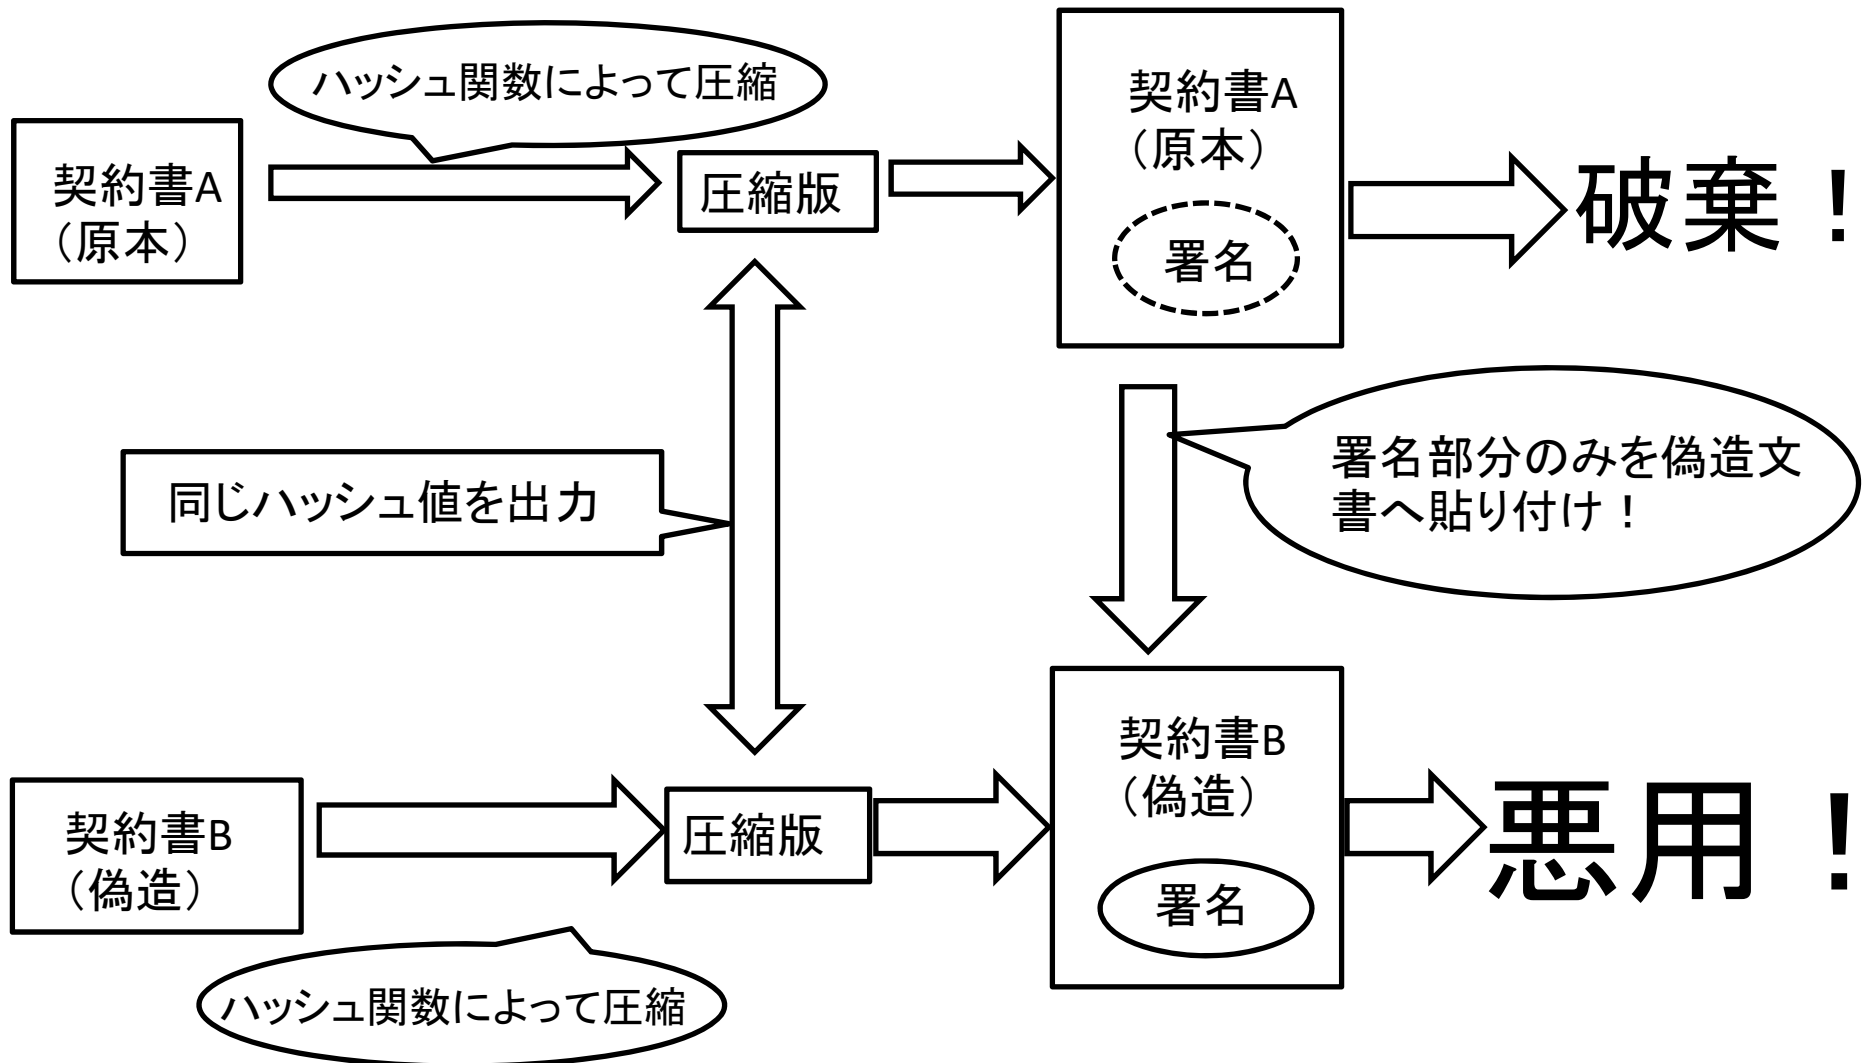 ハッシュ関数によって圧縮
契約書A
（原本）
圧縮版
契約書A
（原本）
署名
破棄！
同じハッシュ値を出力
署名部分のみを偽造文
書へ貼り付け！
契約書B
（偽造）
圧縮版
契約書B
（偽造）
署名
悪用！
ハッシュ関数によって圧縮